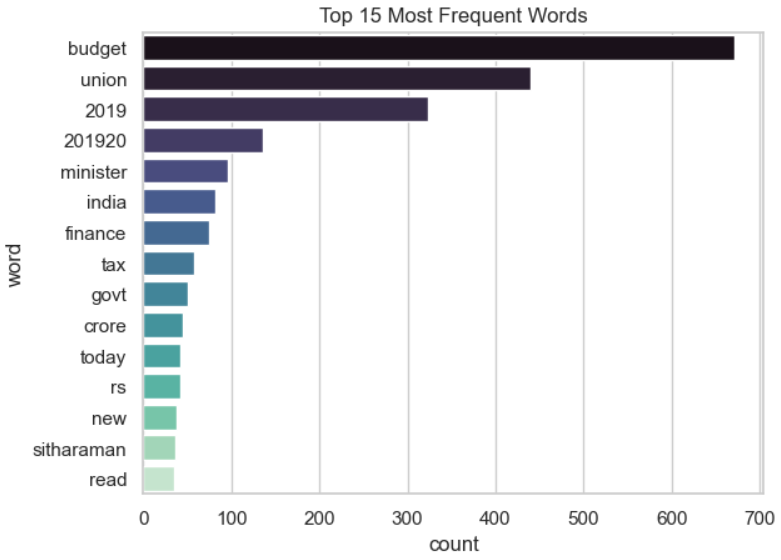 Top 15 Most Frequent Words
budget
union
2019
201920
minister
india
finance
tax
govt
crore
today
rs
new
sitharaman
read
word
0 100 200 300 400 500 600 700
count